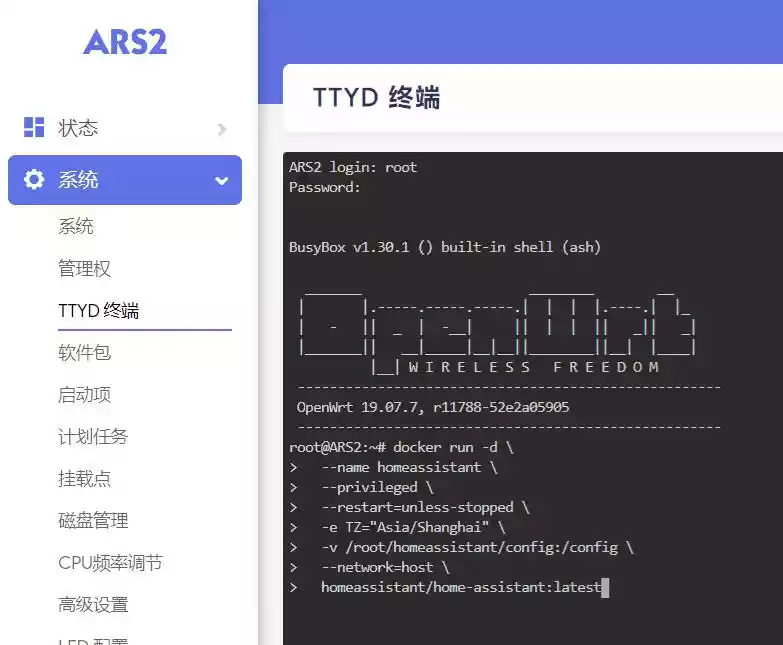 ARS2
状态
系统
系统
管理权
TTYD 终端
软件包
启动项
计划任务
挂载点
磁盘管理
CPU频率调节
高级设置
LED 配置
TTYD 终端
ARS2 login: root
Password:
BusyBox v1.30.1 () built-in shell (ash)
OpenWrt
W I R E L E S S   F R E E D O M
-----------------------------------------------------
OpenWrt 19.07.7, r11788-52e2a05905
-----------------------------------------------------
root@ARS2:~# docker run -d \
>   --name homeassistant \
>   --privileged \
>   --restart=unless-stopped \
>   -e TZ="Asia/Shanghai" \
>   -v /root/homeassistant/config:/config \
>   --network=host \
>   homeassistant/home-assistant:latest